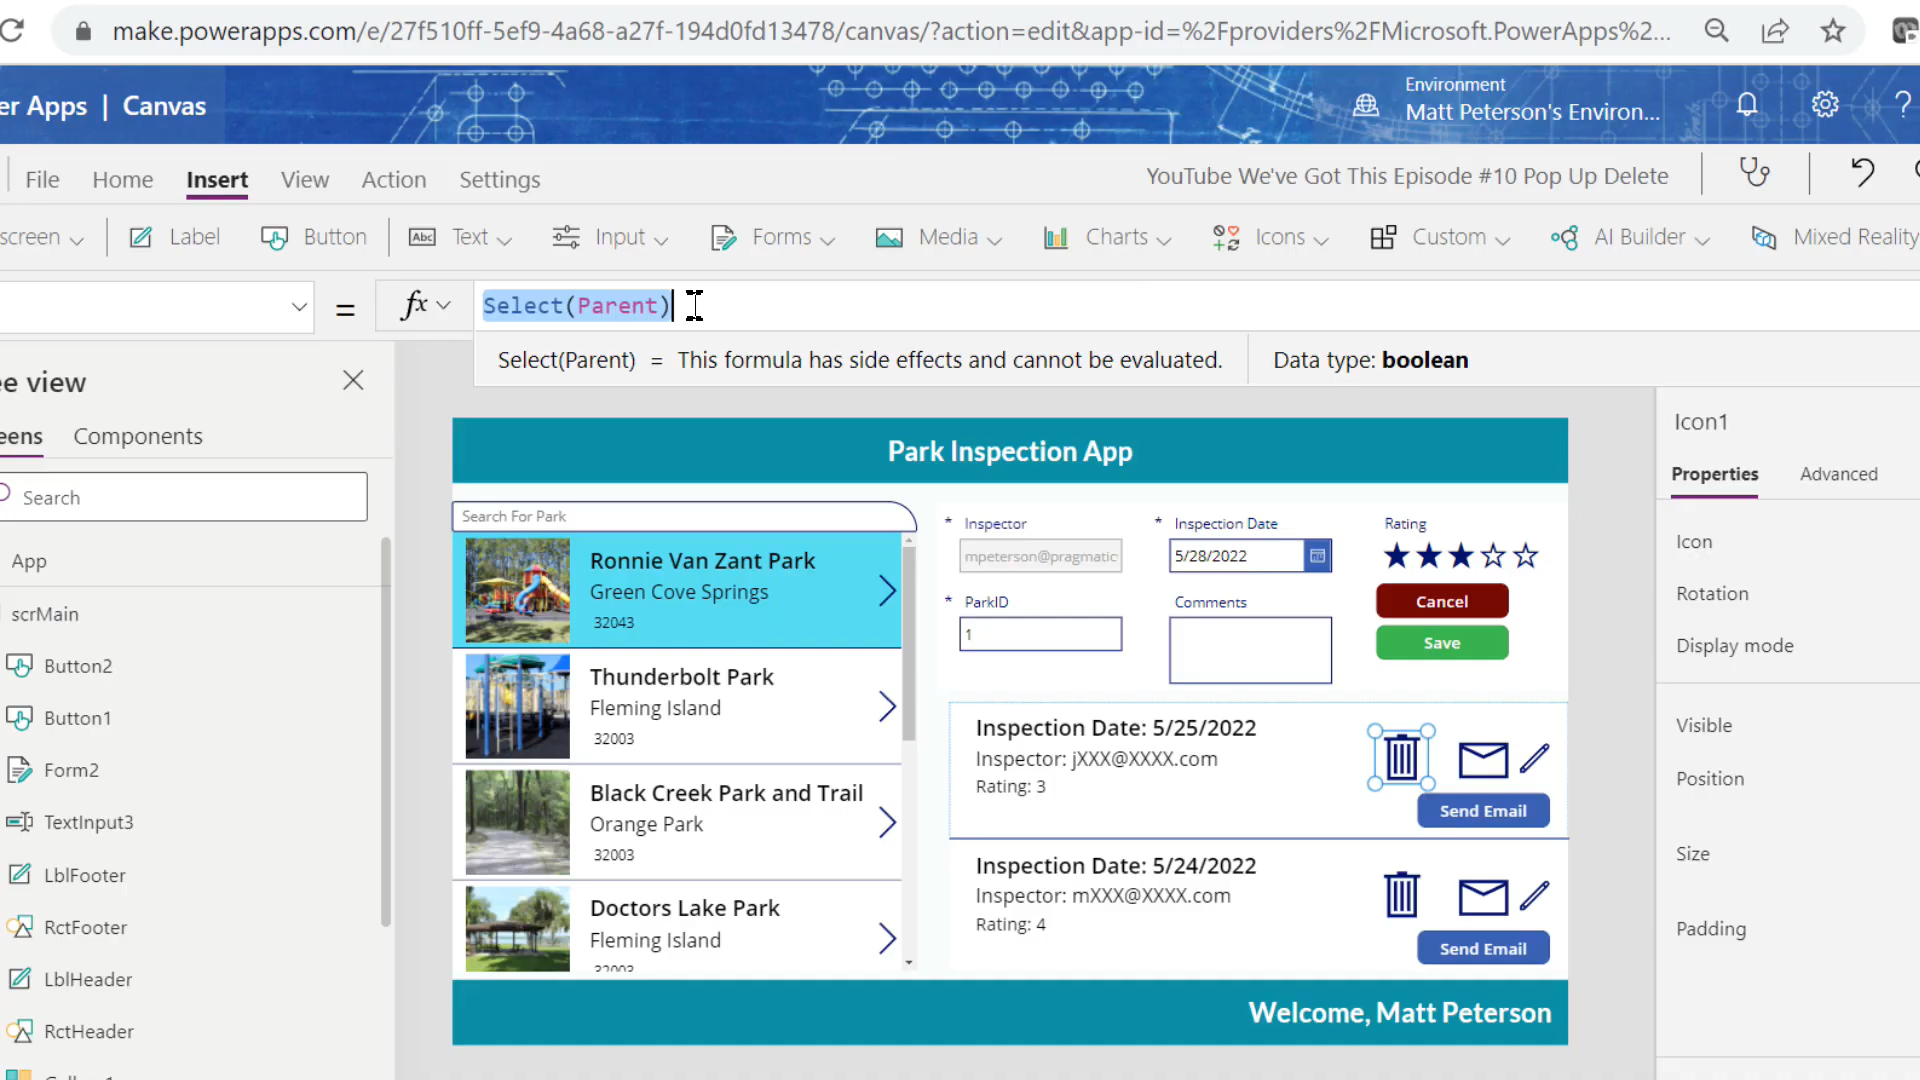 make.powerapps.com/e/27f510ff-5ef9-4a68-a27f-194d0fd13478/canvas/?action=edit&app-id=%2Fproviders%2FMicrosoft.PowerApps%2...
er Apps | Canvas
Environment
Matt Peterson's Environ...
?
File Home Insert View Action Settings
YouTube We've Got This Episode #10 Pop Up Delete
screen Label Button Text Input Forms Media Charts Icons Custom AI Builder Mixed Reality
= fx Select(Parent)
Select(Parent) = This formula has side effects and cannot be evaluated. Data type: boolean
ee view
eens Components
Search
App
scrMain
Button2
Button1
Form2
TextInput3
LblFooter
RctFooter
LblHeader
RctHeader
Park Inspection App
Search For Park
Ronnie Van Zant Park
Green Cove Springs
32043
Thunderbolt Park
Fleming Island
32003
Black Creek Park and Trail
Orange Park
32003
Doctors Lake Park
Fleming Island
32003
* Inspector
mpeterson@pragmatic
* Inspection Date
5/28/2022
Rating
* ParkID
1
Comments
Cancel
Save
Inspection Date: 5/25/2022
Inspector: jXXX@XXXX.com
Rating: 3
Send Email
Inspection Date: 5/24/2022
Inspector: mXXX@XXXX.com
Rating: 4
Send Email
Welcome, Matt Peterson
Icon1
Properties Advanced
Icon
Rotation
Display mode
Visible
Position
Size
Padding